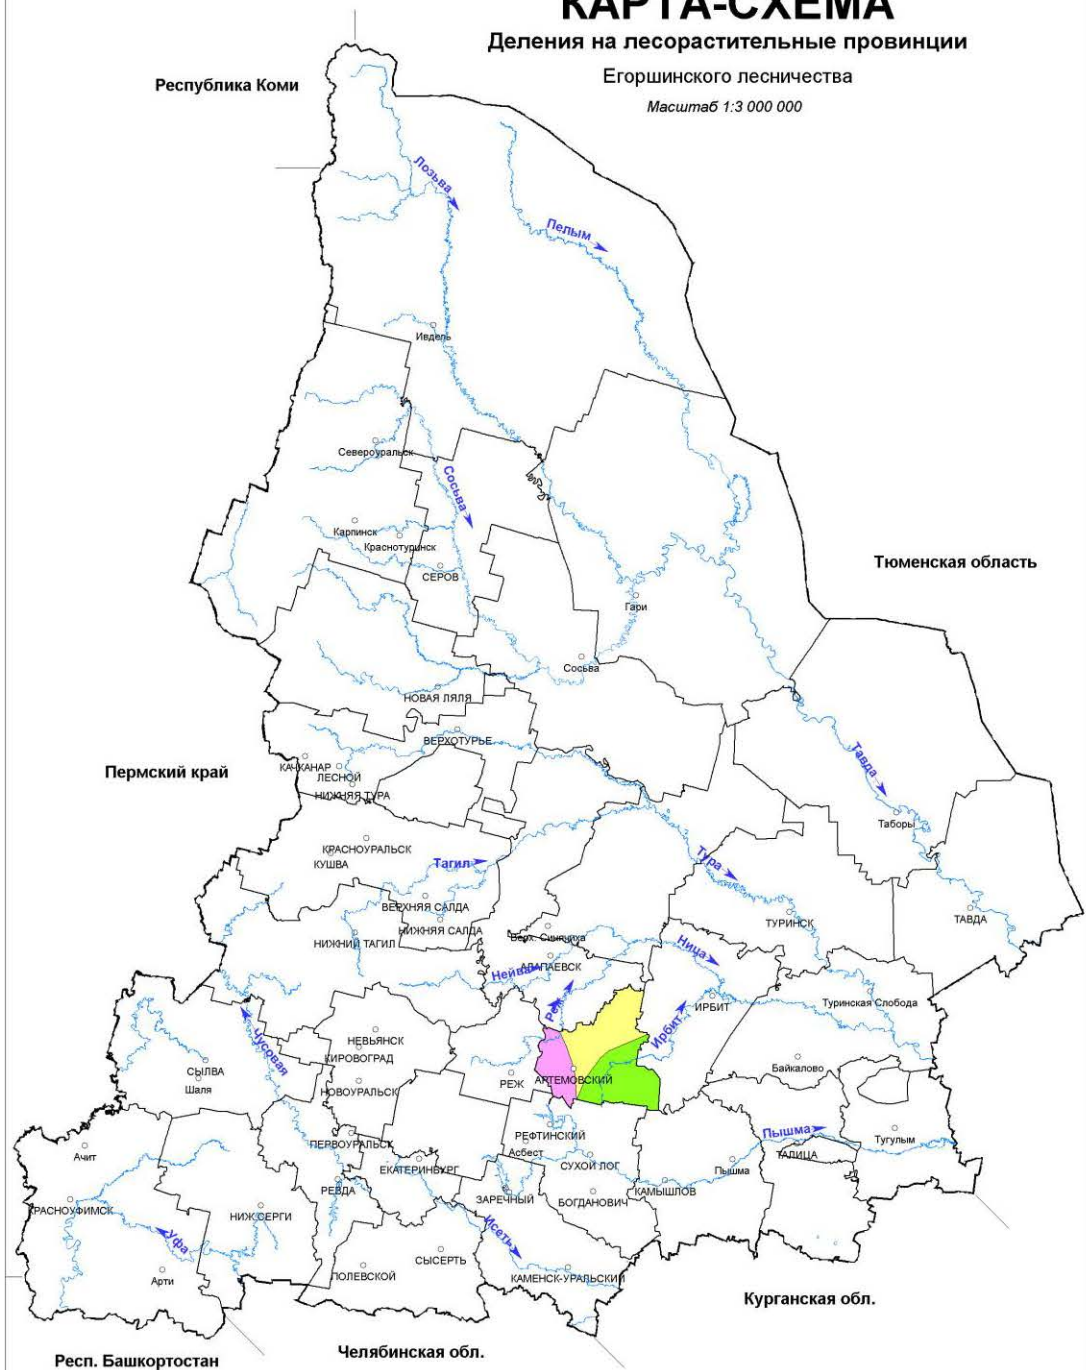 КАРТА-СХЕМА
Деления на лесорастительные провинции
Егоршинского лесничества
Масштаб 1:3 000 000
Республика Коми
Лозьва
Пелым
Ивдель
Североуральск
Сосьва
Карпинск
Краснотуринск
СЕРОВ
Тюменская область
Гари
Сосьва
НОВАЯ ЛЯЛЯ
ВЕРХОТУРЬЕ
Пермский край
КАЧКАНАР
ЛЕСНОЙ
НИЖНЯЯ ТУРА
Тавда
Таборы
КРАСНОУРАЛЬСК
КУШВА
Тагил
Тура
ВЕРХНЯЯ САЛДА
НИЖНЯЯ САЛДА
НИЖНИЙ ТАГИЛ
ТУРИНСК
ТАВДА
Верх. Синячиха
Ница
АЛАПАЕВСК
Нейва
Реж
Ирбит
ИРБИТ
Туринская Слобода
Чусовая
НЕВЬЯНСК
КИРОВОГРАД
СЫЛВА
Шаля
НОВОУРАЛЬСК
РЕЖ
АРТЕМОВСКИЙ
Байкалово
Ачит
ПЕРВОУРАЛЬСК
ЕКАТЕРИНБУРГ
РЕФТИНСКИЙ
Асбест
СУХОЙ ЛОГ
Пышма
ТАЛИЦА
Тугулым
Пышма
КАМЫШЛОВ
РЕВДА
ЗАРЕЧНЫЙ
БОГДАНОВИЧ
КРАСНОУФИМСК
НИЖ.СЕРГИ
Уфа
Исеть
Арти
СЫСЕРТЬ
ПОЛЕВСКОЙ
КАМЕНСК-УРАЛЬСКИЙ
Курганская обл.
Челябинская обл.
Респ. Башкортостан